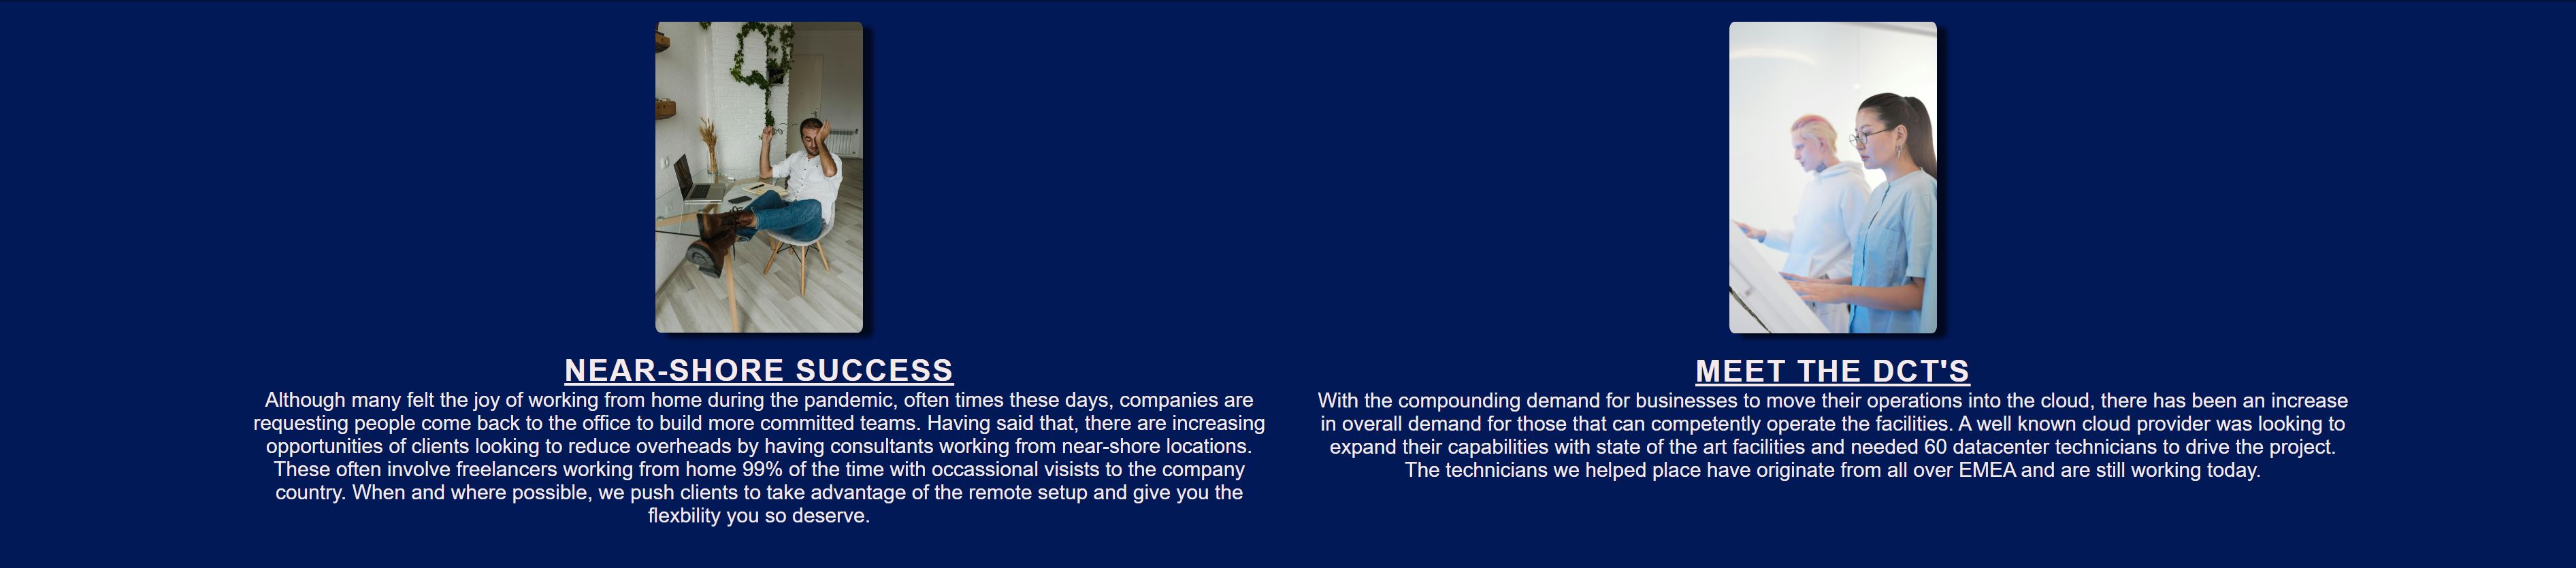 NEAR-SHORE SUCCESS
Although many felt the joy of working from home during the pandemic, often times these days, companies are
requesting people come back to the office to build more committed teams. Having said that, there are increasing
opportunities of clients looking to reduce overheads by having consultants working from near-shore locations.
These often involve freelancers working from home 99% of the time with occassional visists to the company
country. When and where possible, we push clients to take advantage of the remote setup and give you the
flexbility you so deserve.
MEET THE DCT'S
With the compounding demand for businesses to move their operations into the cloud, there has been an increase
in overall demand for those that can competently operate the facilities. A well known cloud provider was looking to
expand their capabilities with state of the art facilities and needed 60 datacenter technicians to drive the project.
The technicians we helped place have originate from all over EMEA and are still working today.